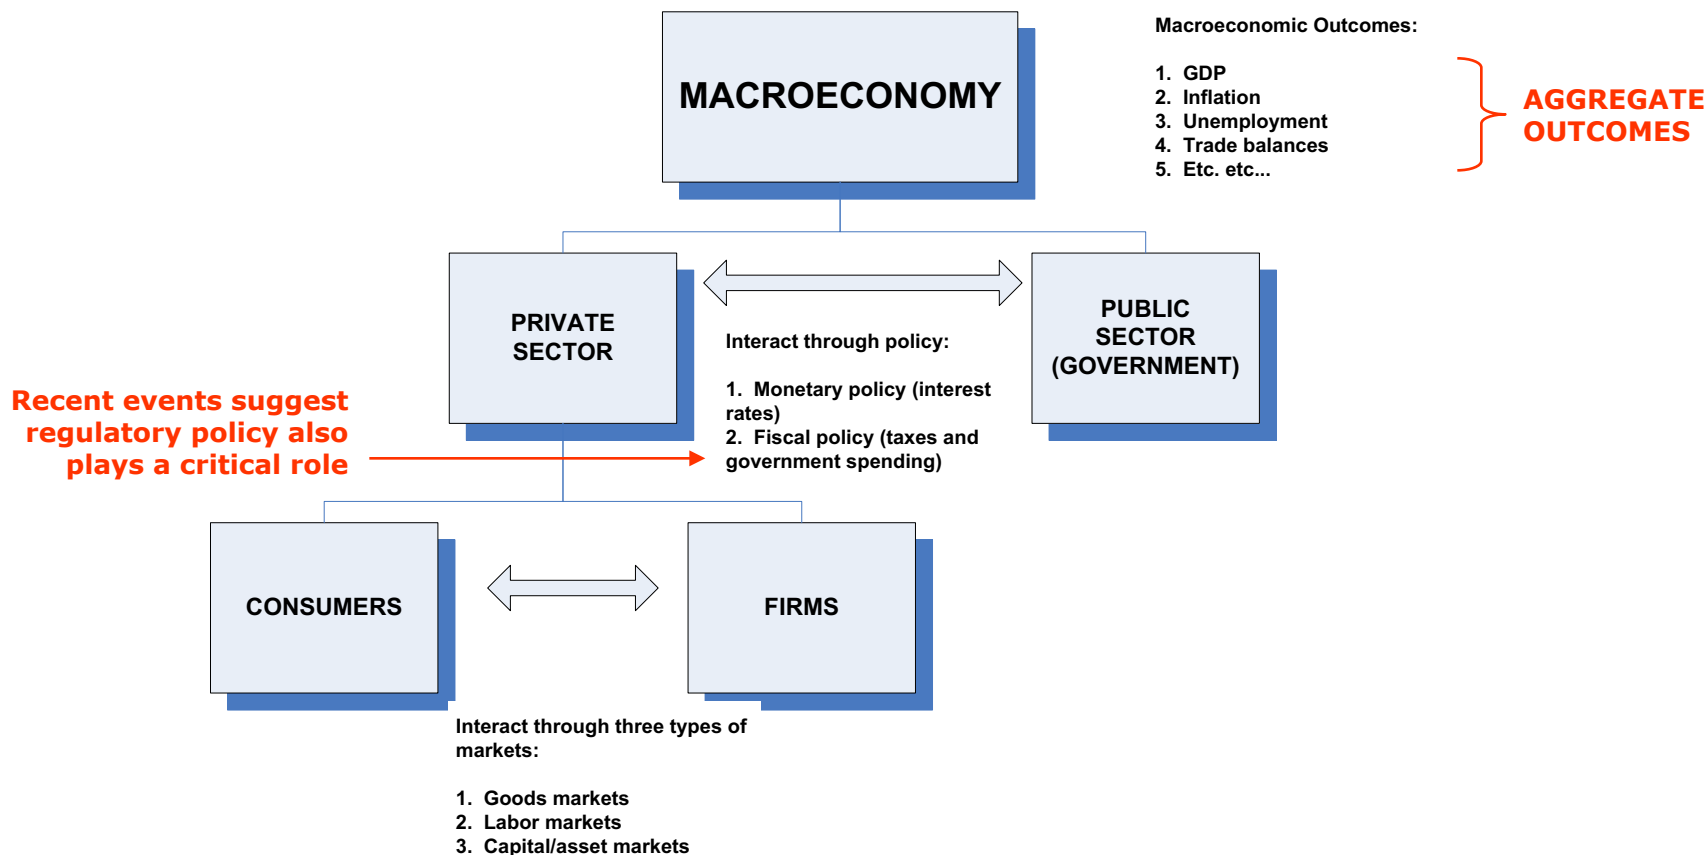 MACROECONOMY
Macroeconomic Outcomes:
1. GDP
2. Inflation
3. Unemployment
4. Trade balances
5. Etc. etc...
AGGREGATE
OUTCOMES
PRIVATE
SECTOR
PUBLIC
SECTOR
(GOVERNMENT)
Interact through policy:
1. Monetary policy (interest
rates)
2. Fiscal policy (taxes and
government spending)
Recent events suggest
regulatory policy also
plays a critical role
CONSUMERS
FIRMS
Interact through three types of
markets:
1. Goods markets
2. Labor markets
3. Capital/asset markets